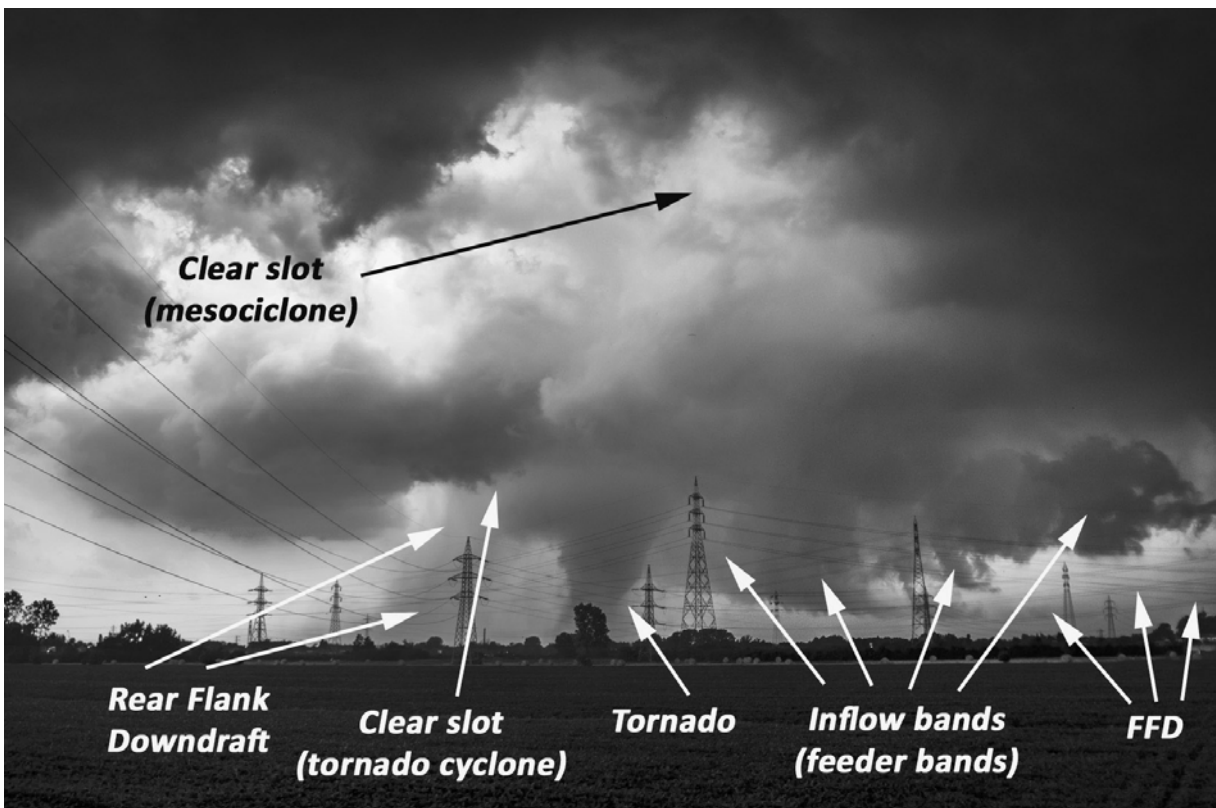 Clear slot
(mesociclone)
Rear Flank
Downdraft
Clear slot
(tornado cyclone)
Tornado
Inflow bands
(feeder bands)
FFD